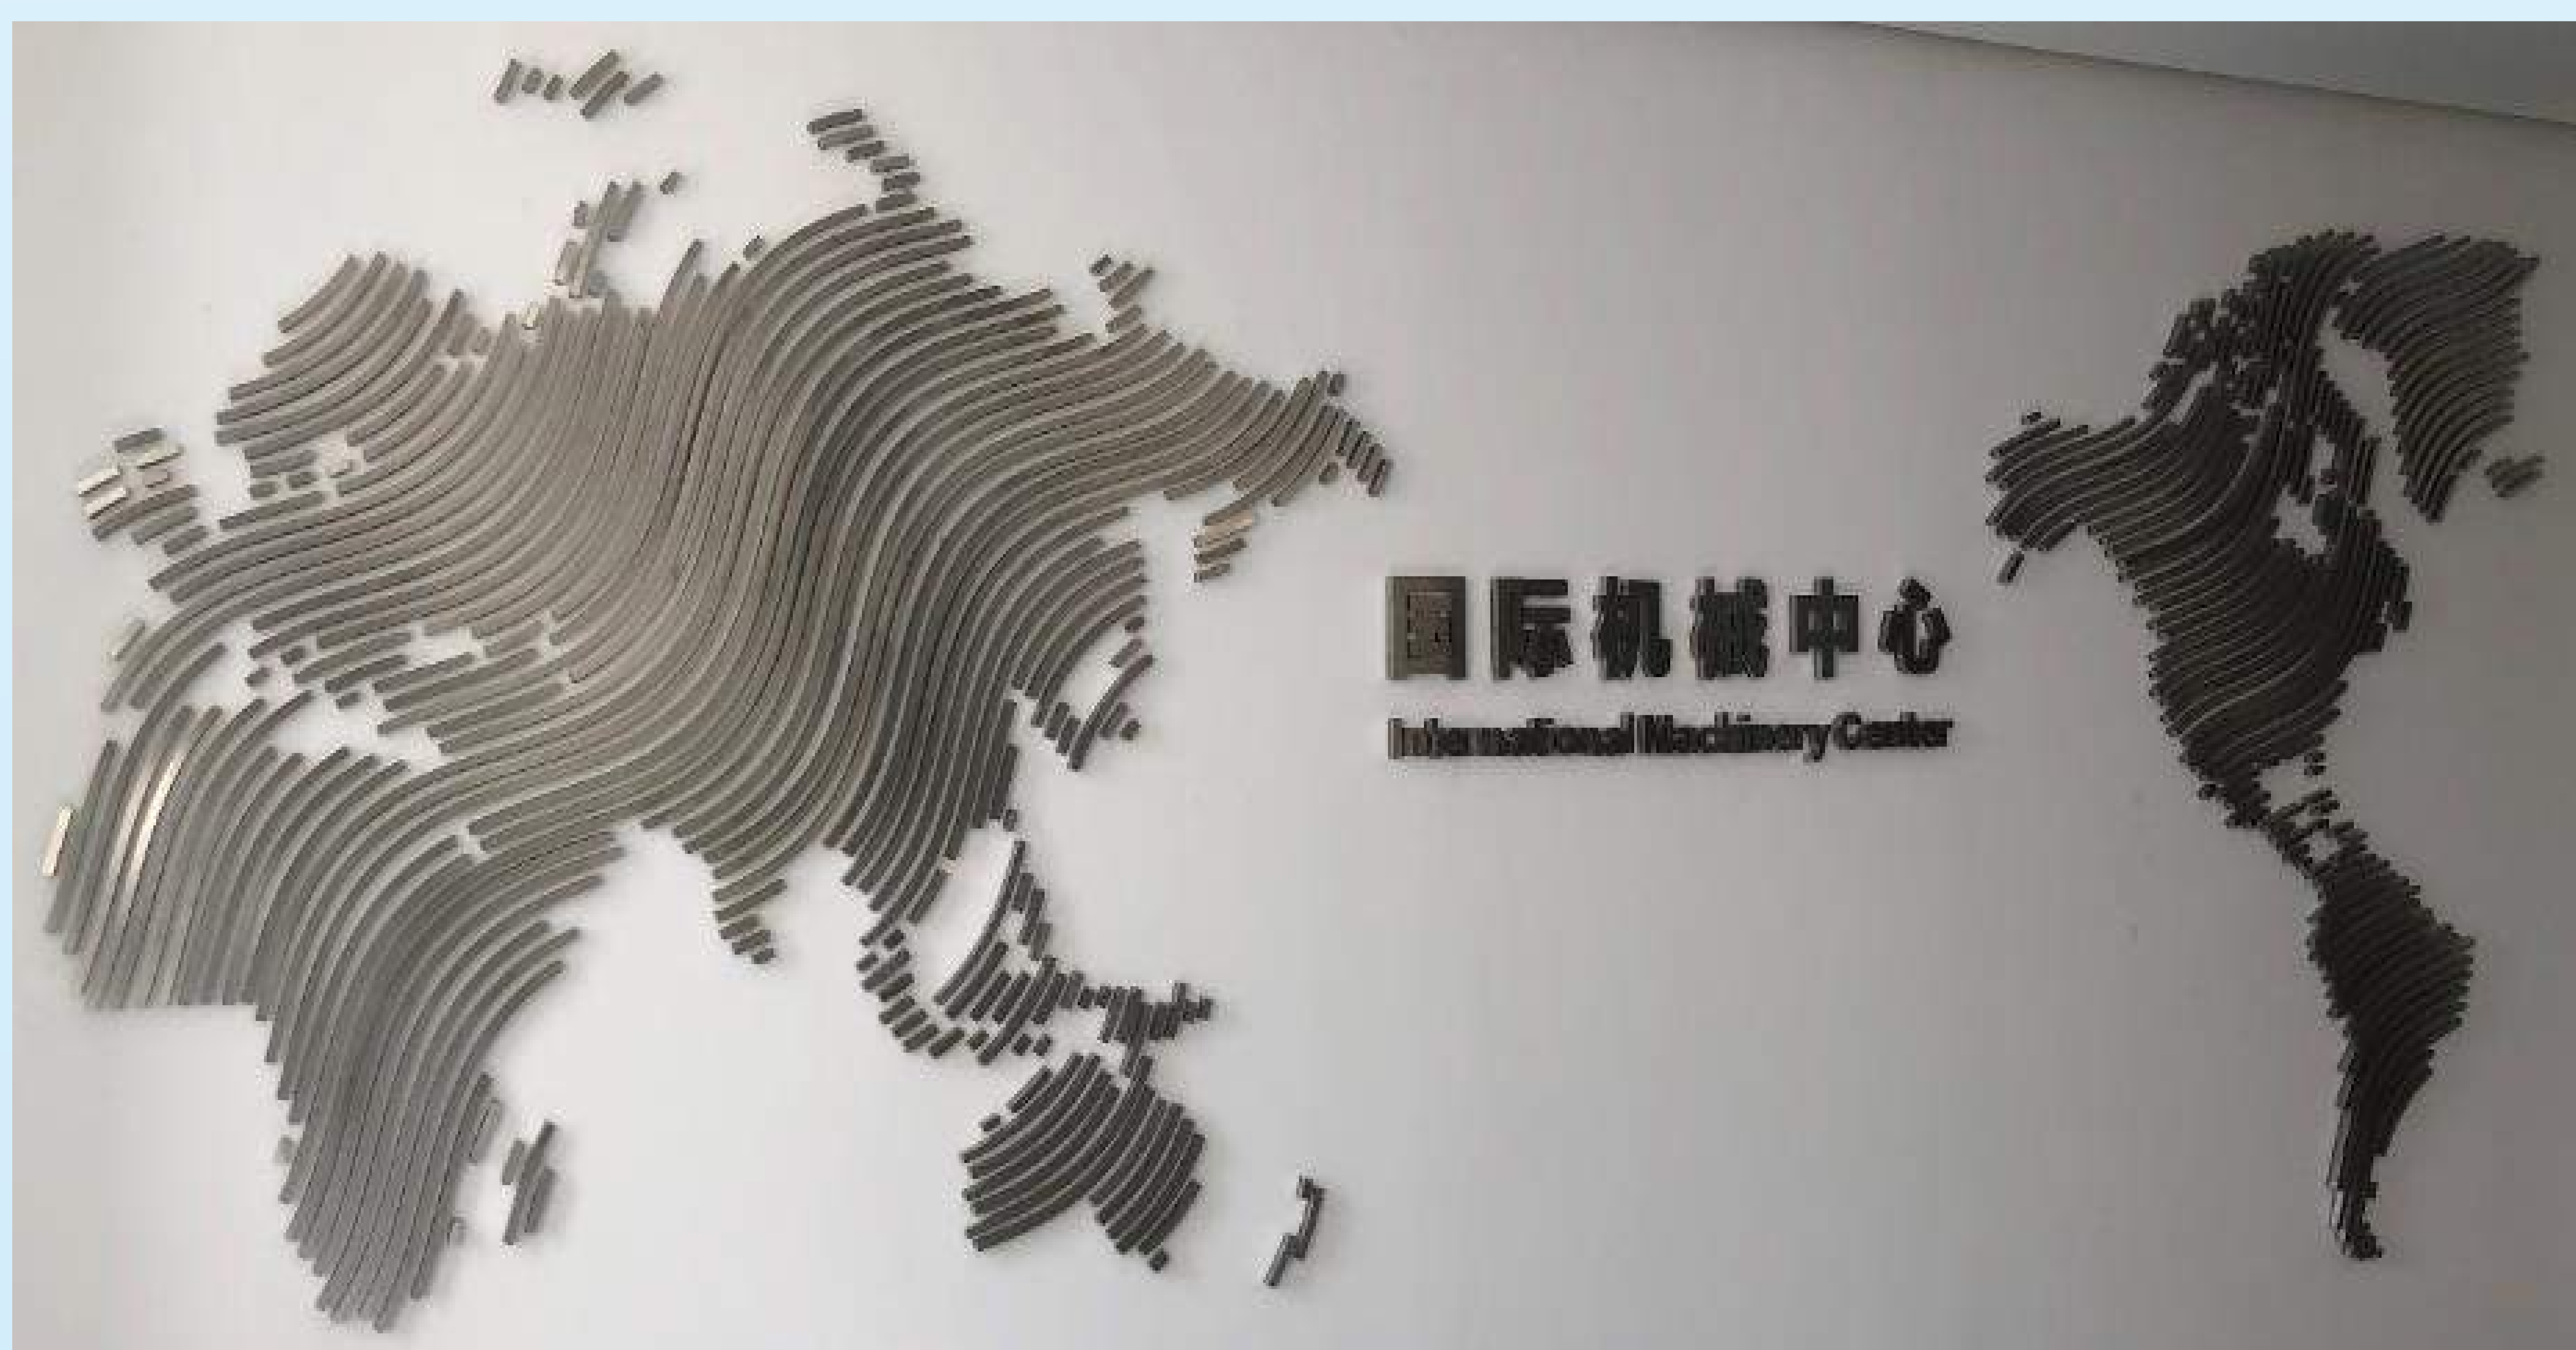 国际机械中心
International Machinery Center